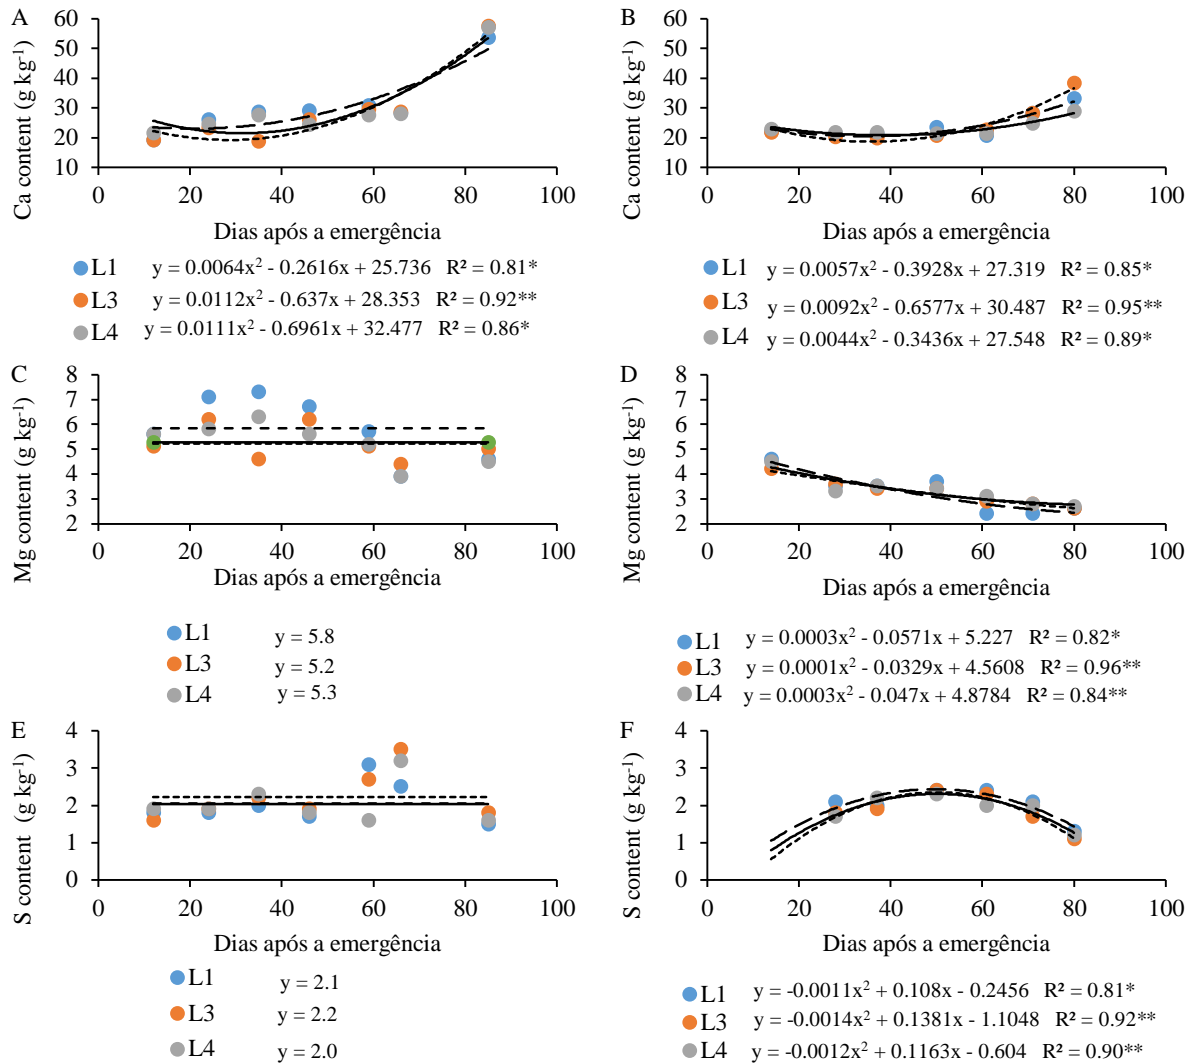 A
Ca content (g kg⁻¹)
60
50
40
30
20
10
0 20 40 60 80 100
Dias após a emergência
L1 y = 0.0064x² - 0.2616x + 25.736 R² = 0.81*
L3 y = 0.0112x² - 0.637x + 28.353 R² = 0.92**
L4 y = 0.0111x² - 0.6961x + 32.477 R² = 0.86*
B
Ca content (g kg⁻¹)
60
50
40
30
20
10
0 20 40 60 80 100
Dias após a emergência
L1 y = 0.0057x² - 0.3928x + 27.319 R² = 0.85*
L3 y = 0.0092x² - 0.6577x + 30.487 R² = 0.95**
L4 y = 0.0044x² - 0.3436x + 27.548 R² = 0.89*
C
Mg content (g kg⁻¹)
8
7
6
5
4
3
2
0 20 40 60 80 100
Dias após a emergência
L1 y = 5.8
L3 y = 5.2
L4 y = 5.3
D
Mg content (g kg⁻¹)
8
7
6
5
4
3
2
0 20 40 60 80 100
Dias após a emergência
L1 y = 0.0003x² - 0.0571x + 5.227 R² = 0.82*
L3 y = 0.0001x² - 0.0329x + 4.5608 R² = 0.96**
L4 y = 0.0003x² - 0.047x + 4.8784 R² = 0.84**
E
S content (g kg⁻¹)
4
3
2
1
0
0 20 40 60 80 100
Dias após a emergência
L1 y = 2.1
L3 y = 2.2
L4 y = 2.0
F
S content (g kg⁻¹)
4
3
2
1
0
0 20 40 60 80 100
Dias após a emergência
L1 y = -0.0011x² + 0.108x - 0.2456 R² = 0.81*
L3 y = -0.0014x² + 0.1381x - 1.1048 R² = 0.92**
L4 y = -0.0012x² + 0.1163x - 0.604 R² = 0.90**